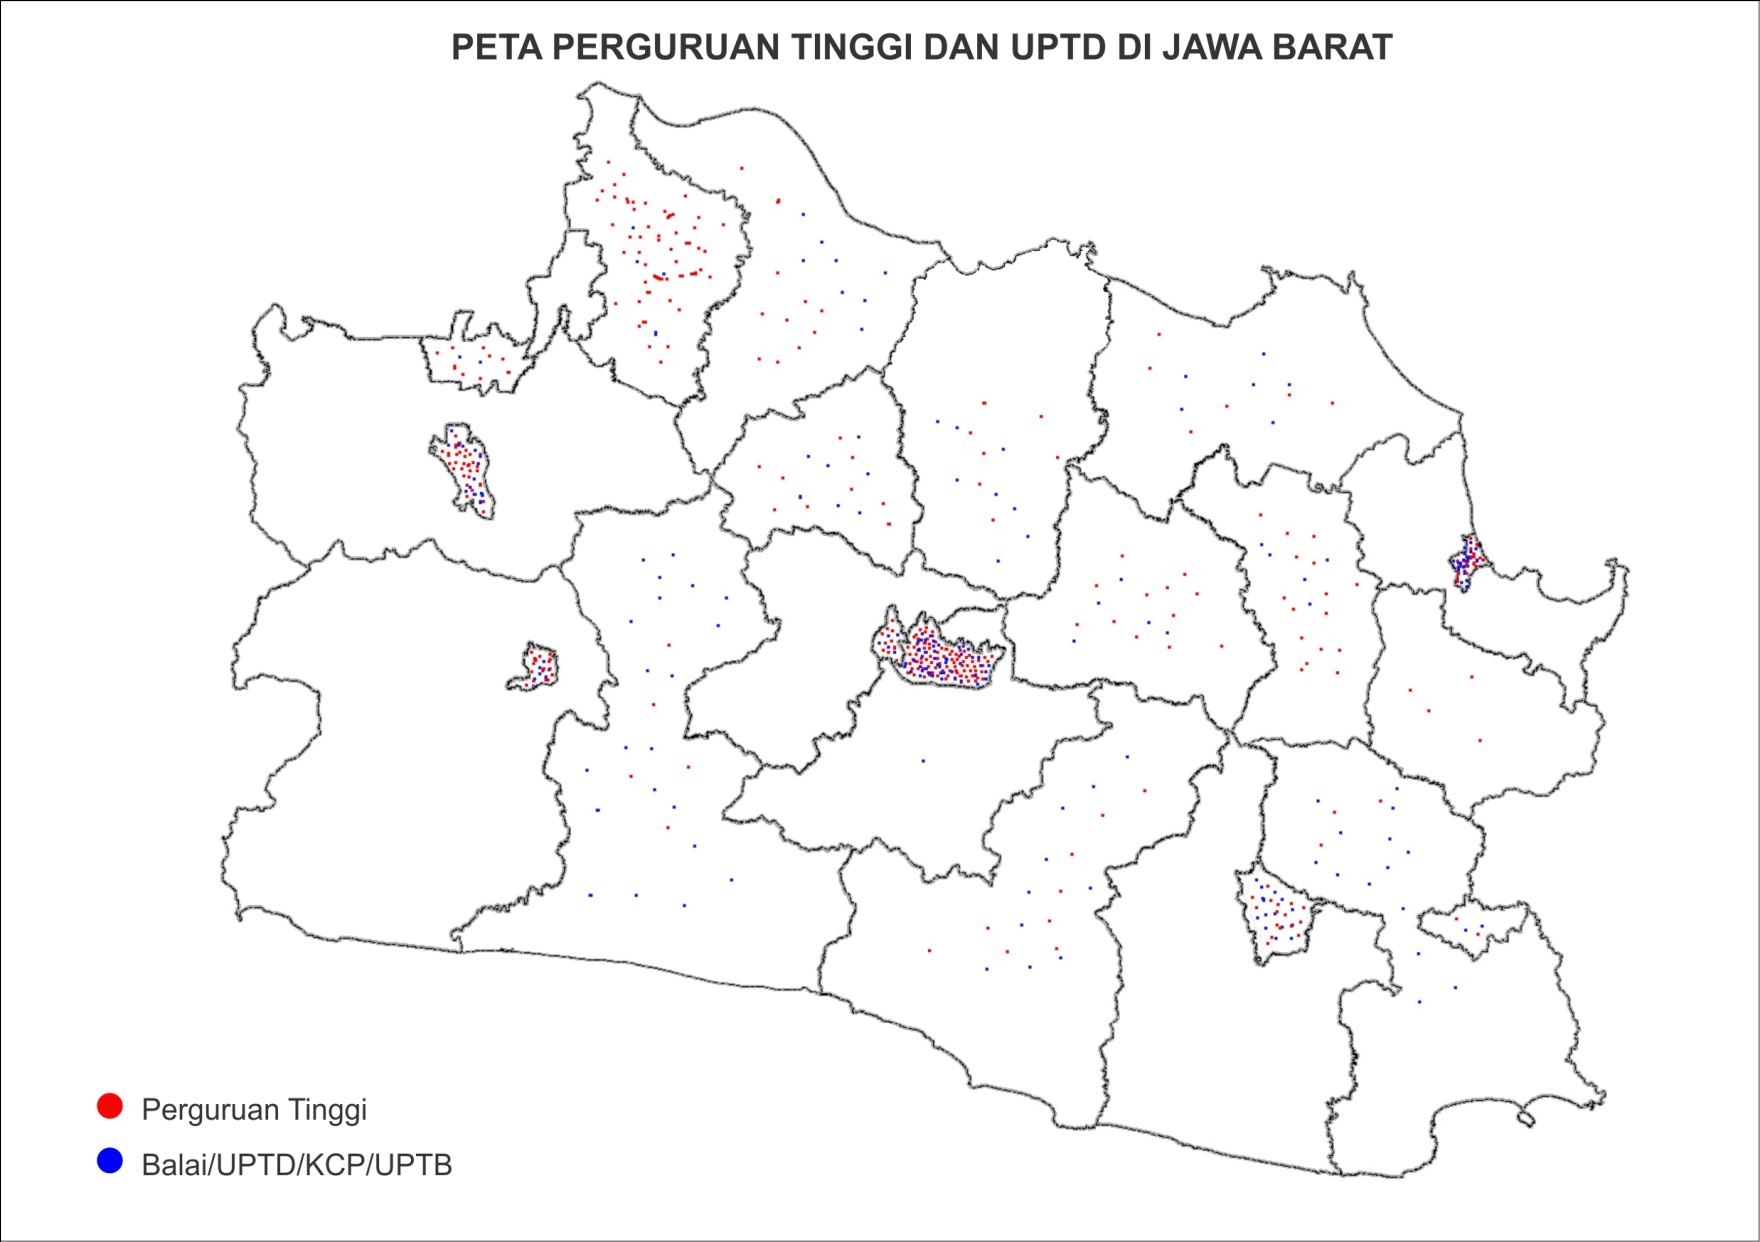 PETA PERGURUAN TINGGI DAN UPTD DI JAWA BARAT
Perguruan Tinggi
Balai/UPTD/KCP/UPTB